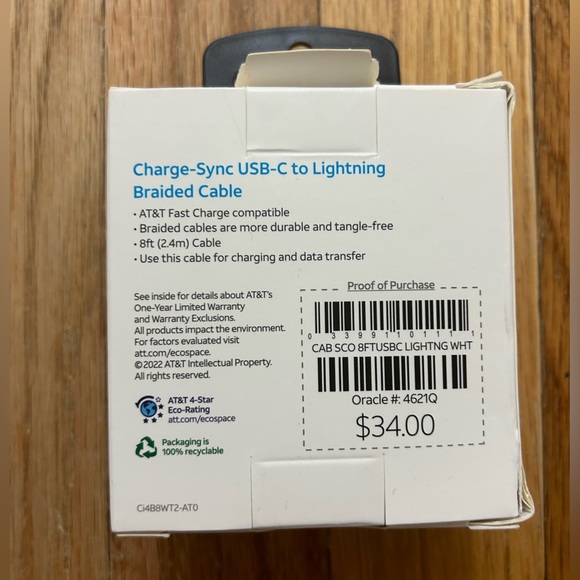 Charge-Sync USB-C to Lightning
Braided Cable
• AT&T Fast Charge compatible
• Braided cables are more durable and tangle-free
• 8ft (2.4m) Cable
• Use this cable for charging and data transfer
See inside for details about AT&T's
One-Year Limited Warranty
and Warranty Exclusions.
All products impact the environment.
For factors evaluated visit
att.com/ecospace.
©2022 AT&T Intellectual Property.
All rights reserved.
AT&T 4-Star
Eco-Rating
att.com/ecospace
Packaging is
100% recyclable
Ci4B8WT2-AT0
Proof of Purchase
0 33991 10111 1
CAB SCO 8FTUSBC LIGHTNG WHT
Oracle #: 4621Q
$34.00